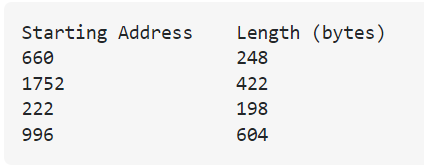 Starting Address    Length (bytes)
660                 248
1752                422
222                 198
996                 604